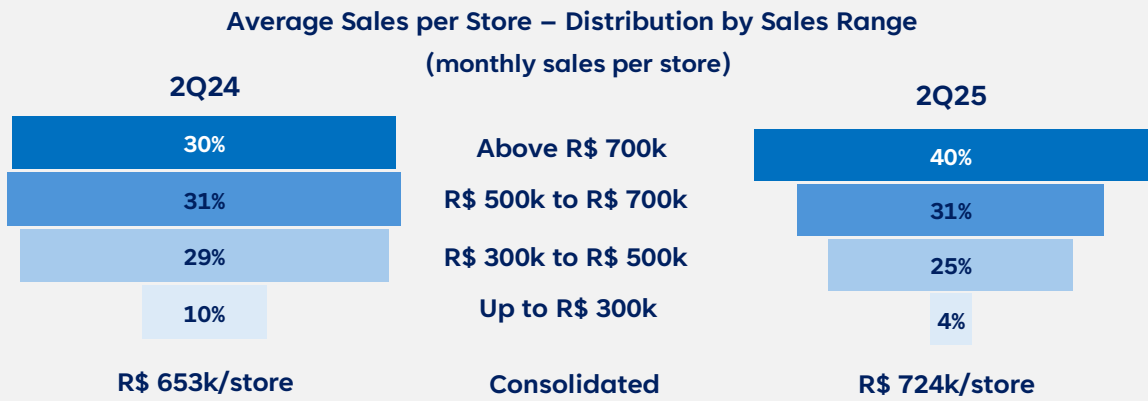 Average Sales per Store – Distribution by Sales Range
(monthly sales per store)
2Q24
2Q25
30%
Above R$ 700k
40%
31%
R$ 500k to R$ 700k
31%
29%
R$ 300k to R$ 500k
25%
10%
Up to R$ 300k
4%
R$ 653k/store
Consolidated
R$ 724k/store